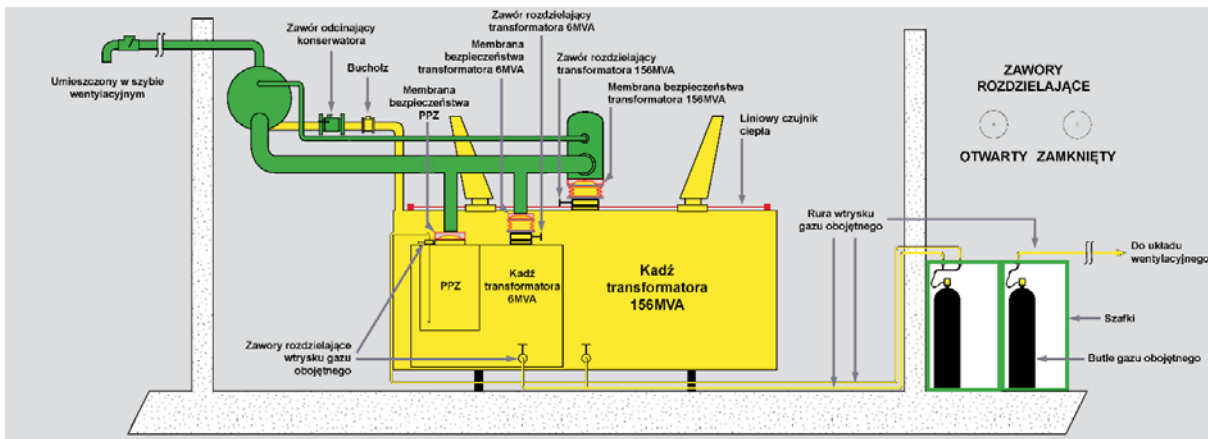 Zawór odcinający
konserwatora
Zawór rozdzielający
transformatora 6MVA
Membrana
bezpieczeństwa
transformatora 6MVA
Zawór rozdzielający
transformatora 156MVA
Bucholz
Umieszczony w szybie
wentylacyjnym
Membrana
bezpieczeństwa
PPZ
Membrana bezpieczeństwa
transformatora 156MVA
Liniowy czujnik
ciepła
ZAWORY
ROZDZIELAJĄCE
OTWARTY ZAMKNIĘTY
Rura wtrysku
gazu obojętnego
Do układu
wentylacyjnego
PPZ
Kadź
transformatora
6MVA
Kadź
transformatora
156MVA
Szafki
Zawory rozdzielające
wtrysku gazu
obojętnego
Butle gazu obojętnego